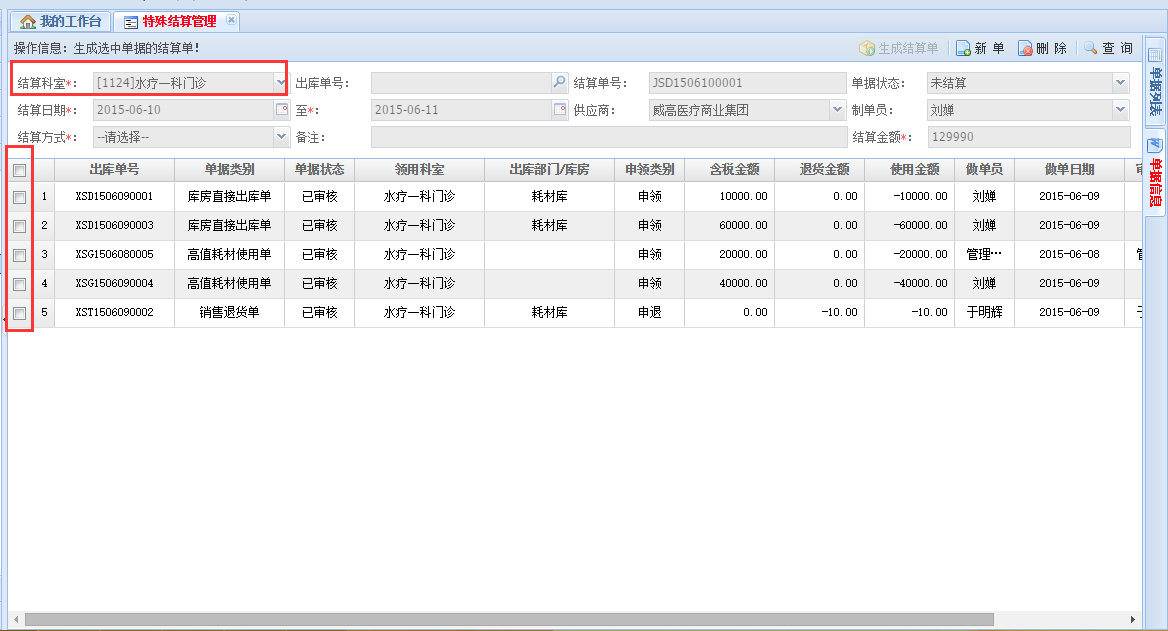 我的工作台 特殊结算管理
操作信息: 生成选中单据的结算单! 生成结算单 新 单 删 除 查 询
结算科室*: [1124]水疗一科门诊 出库单号: 结算单号: JSD1506100001 单据状态: 未结算
结算日期*: 2015-06-10 至*: 2015-06-11 供应商: 威高医疗商业集团 制单员: 刘婵
结算方式*: --请选择-- 备注: 结算金额*: 129990
出库单号 单据类别 单据状态 领用科室 出库部门/库房 申领类别 含税金额 退货金额 使用金额 做单员 做单日期
1 XSD1506090001 库房直接出库单 已审核 水疗一科门诊 耗材库 申领 10000.00 0.00 -10000.00 刘婵 2015-06-09
2 XSD1506090003 库房直接出库单 已审核 水疗一科门诊 耗材库 申领 60000.00 0.00 -60000.00 刘婵 2015-06-09
3 XSG1506080005 高值耗材使用单 已审核 水疗一科门诊 申领 20000.00 0.00 -20000.00 管理… 2015-06-08
4 XSG1506090004 高值耗材使用单 已审核 水疗一科门诊 申领 40000.00 0.00 -40000.00 刘婵 2015-06-09
5 XST1506090002 销售退货单 已审核 水疗一科门诊 耗材库 申退 0.00 -10.00 -10.00 于明辉 2015-06-09
单据列表
单据信息